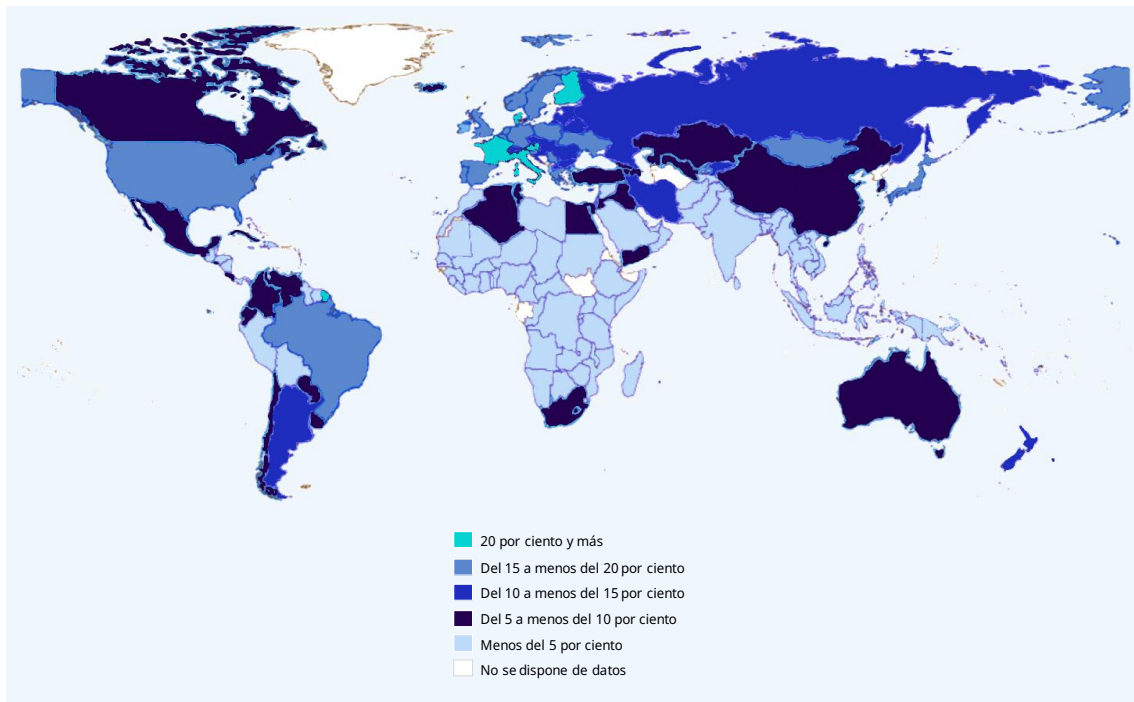 20 por ciento y más
Del 15 a menos del 20 por ciento
Del 10 a menos del 15 por ciento
Del 5 a menos del 10 por ciento
Menos del 5 por ciento
No se dispone de datos